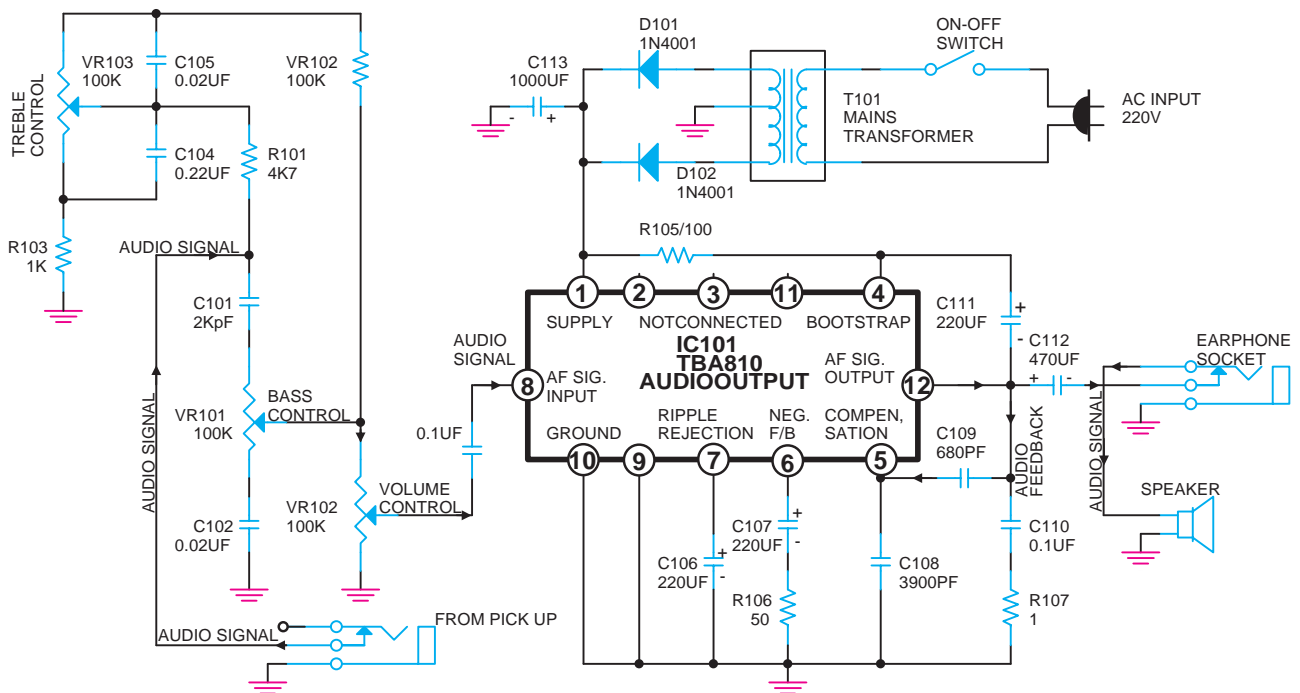 D101
1N4001
ON-OFF
SWITCH
VR103
100K
C105
0.02UF
VR102
100K
C113
1000UF
TREBLE
CONTROL
T101
MAINS
TRANSFORMER
AC INPUT
220V
C104
0.22UF
R101
4K7
D102
1N4001
R103
1K
AUDIO SIGNAL
R105/100
C101
2KpF
1
2
3
11
4
SUPPLY
NOTCONNECTED
BOOTSTRAP
C111
220UF
+
-
AUDIO
SIGNAL
IC101
TBA810
AUDIOOUTPUT
C112
470UF
+
-
EARPHONE
SOCKET
8
AF SIG.
INPUT
AF SIG.
OUTPUT
12
VR101
100K
BASS
CONTROL
0.1UF
GROUND
RIPPLE
REJECTION
NEG.
F/B
COMPEN,
SATION
10
9
7
6
5
C109
680PF
AUDIO
FEEDBACK
AUDIO SIGNAL
AUDIO SIGNAL
VR102
100K
VOLUME
CONTROL
SPEAKER
C102
0.02UF
C107
220UF
+
-
C110
0.1UF
C106
220UF
+
-
C108
3900PF
R106
50
R107
1
FROM PICK UP
AUDIO SIGNAL
-
+